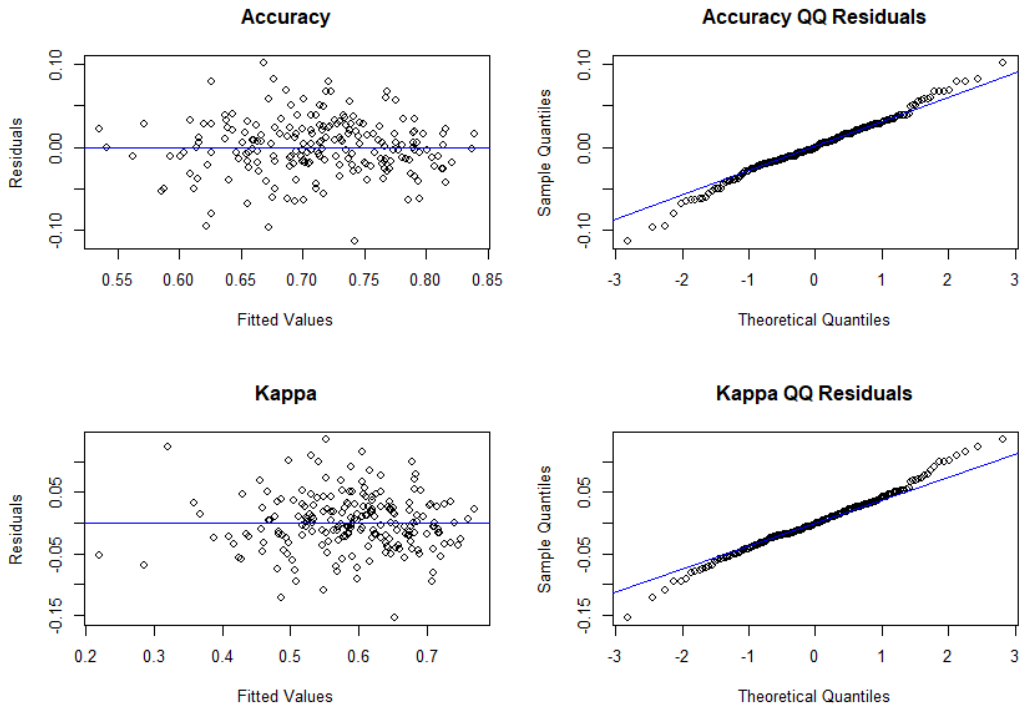 Accuracy
Residuals
0.10
0.00
-0.10
0.55 0.60 0.65 0.70 0.75 0.80 0.85
Fitted Values
Accuracy QQ Residuals
Sample Quantiles
0.10
0.00
-0.10
-3 -2 -1 0 1 2 3
Theoretical Quantiles
Kappa
Residuals
0.05
-0.05
-0.15
0.2 0.3 0.4 0.5 0.6 0.7
Fitted Values
Kappa QQ Residuals
Sample Quantiles
0.05
-0.05
-0.15
-3 -2 -1 0 1 2 3
Theoretical Quantiles